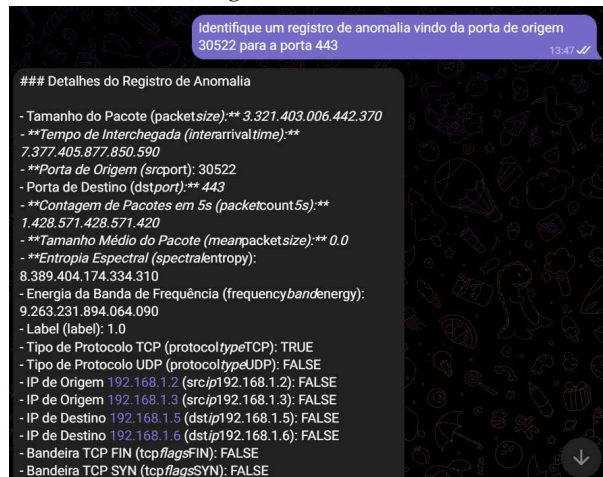 Identifique um registro de anomalia vindo da porta de origem
30522 para a porta 443
13:47
### Detalhes do Registro de Anomalia
- Tamanho do Pacote (packetsize):** 3.321.403.006.442.370
- **Tempo de Interchegada (interarrivaltime):**
7.377.405.877.850.590
- **Porta de Origem (srcport): 30522
- Porta de Destino (dstport):** 443
- **Contagem de Pacotes em 5s (packetcount5s):**
1.428.571.428.571.420
- **Tamanho Médio do Pacote (meanpacketsize):** 0.0
- **Entropia Espectral (spectralentropy):
8.389.404.174.334.310
- Energia da Banda de Frequência (frequencybandenergy):
9.263.231.894.064.090
- Label (label): 1.0
- Tipo de Protocolo TCP (protocoltypeTCP): TRUE
- Tipo de Protocolo UDP (protocoltypeUDP): FALSE
- IP de Origem 192.168.1.2 (srcip192.168.1.2): FALSE
- IP de Origem 192.168.1.3 (srcip192.168.1.3): FALSE
- IP de Destino 192.168.1.5 (dstip192.168.1.5): FALSE
- IP de Destino 192.168.1.6 (dstip192.168.1.6): FALSE
- Bandeira TCP FIN (tcpflagsFIN): FALSE
- Bandeira TCP SYN (tcpflagsSYN): FALSE